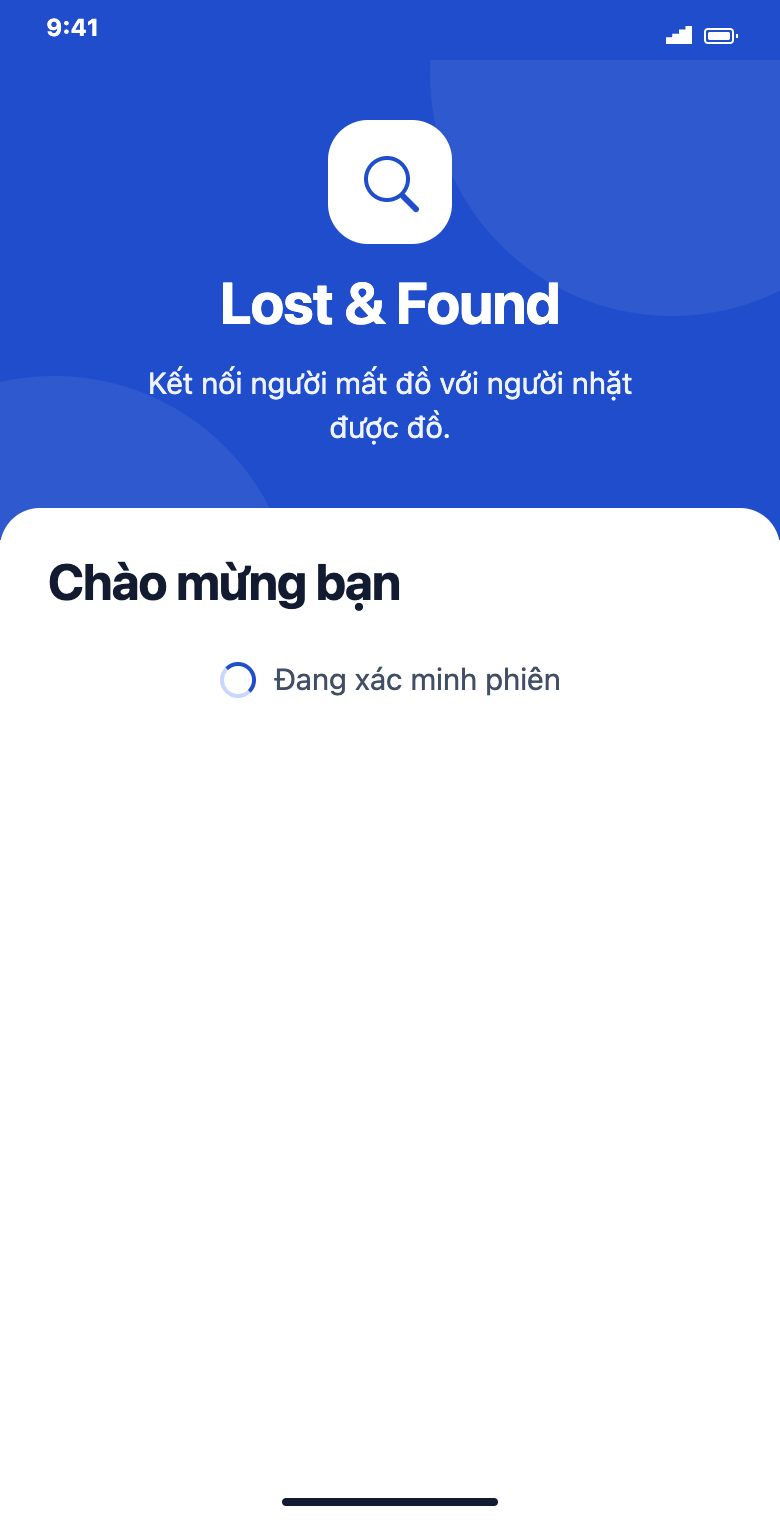 9:41
Lost & Found
Kết nối người mất đồ với người nhặt
được đồ.
Chào mừng bạn
Đang xác minh phiên